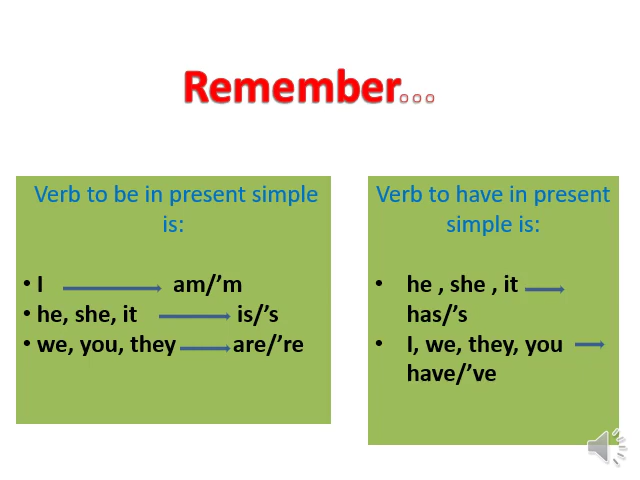 Remember...
Verb to be in present simple
is:
• I am/’m
• he, she, it is/’s
• we, you, they are/’re
Verb to have in present
simple is:
• he , she , it
has/’s
• I, we, they, you
have/’ve